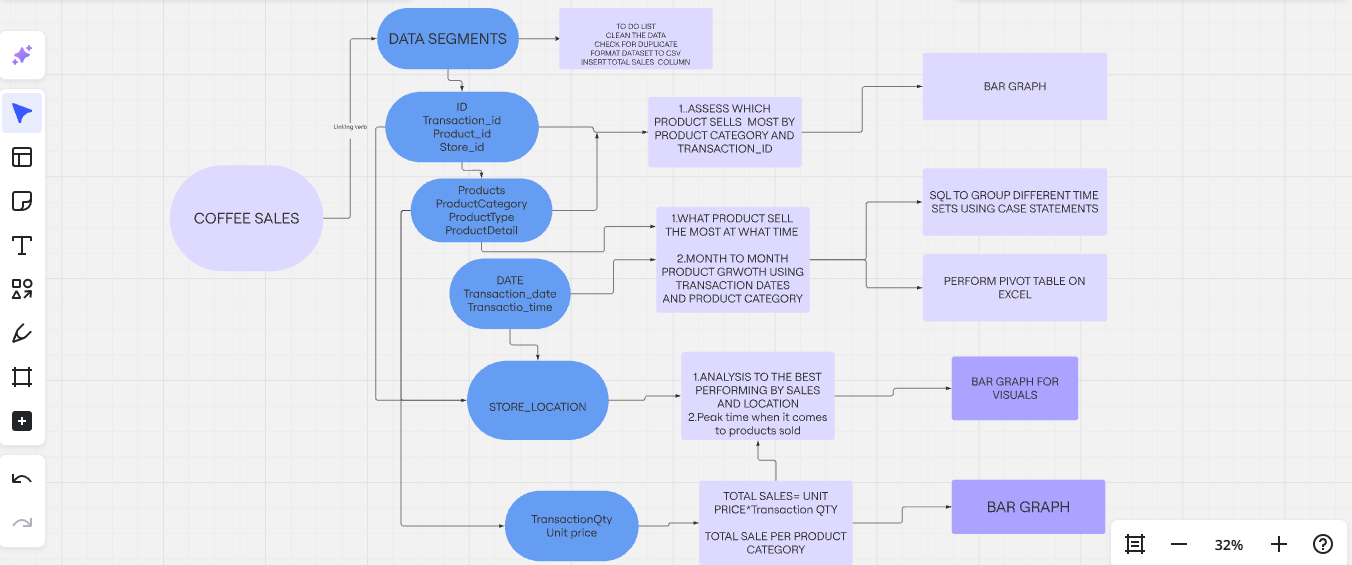 DATA SEGMENTS
TO DO LIST
CLEAN THE DATA
CHECK FOR DUPLICATE
FORMAT DATASET TO CSV
INSERT TOTAL SALES COLUMN
Linking verb
ID
Transaction_id
Product_id
Store_id
1..ASSESS WHICH
PRODUCT SELLS MOST BY
PRODUCT CATEGORY AND
TRANSACTION_ID
BAR GRAPH
COFFEE SALES
Products
ProductCategory
ProductType
ProductDetail
1.WHAT PRODUCT SELL
THE MOST AT WHAT TIME
2.MONTH TO MONTH
PRODUCT GRWOTH USING
TRANSACTION DATES
AND PRODUCT CATEGORY
SQL TO GROUP DIFFERENT TIME
SETS USING CASE STATEMENTS
PERFORM PIVOT TABLE ON
EXCEL
DATE
Transaction_date
Transactio_time
STORE_LOCATION
1.ANALYSIS TO THE BEST
PERFORMING BY SALES
AND LOCATION
2.Peak time when it comes
to products sold
BAR GRAPH FOR
VISUALS
TransactionQty
Unit price
TOTAL SALES= UNIT
PRICE*Transaction QTY
TOTAL SALE PER PRODUCT
CATEGORY
BAR GRAPH
32%